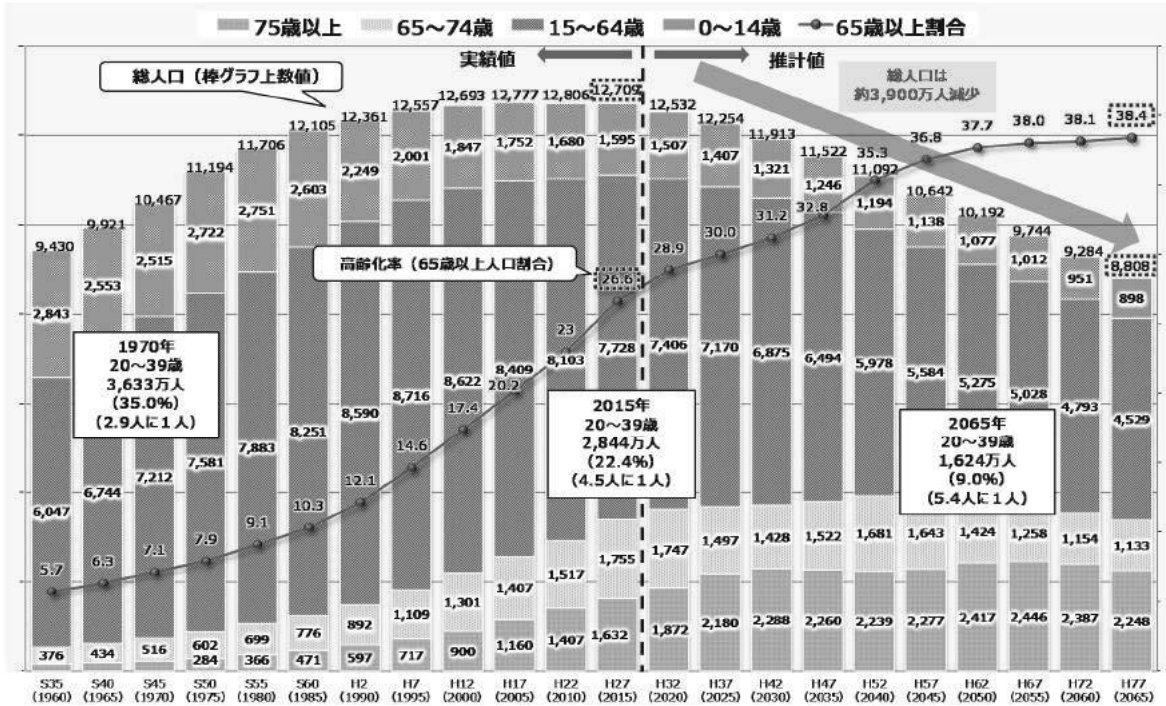 75歳以上 65～74歳 15～64歳 0～14歳 65歳以上割合
実績値 推計値
総人口（棒グラフ上数値）
総人口は
約3,900万人減少
9,430 9,921 10,467 11,194 11,706 12,105 12,361 12,557 12,693 12,777 12,806 12,709 12,532 12,254 11,913 11,522 11,092 10,642 10,192 9,744 9,284 8,808
2,843 2,553 2,515 2,722 2,751 2,603 2,249 2,001 1,847 1,752 1,680 1,595 1,507 1,407 1,321 1,246 1,194 1,138 1,077 1,012 951 898
高齢化率（65歳以上人口割合）
5.7 6.3 7.1 7.9 9.1 10.3 12.1 14.6 17.4 20.2 23 26.6 28.9 30.0 31.2 32.8 35.3 36.8 37.7 38.0 38.1 38.4
1970年
20～39歳
3,633万人
(35.0%)
(2.9人に１人)
2015年
20～39歳
2,844万人
(22.4%)
(4.5人に１人)
2065年
20～39歳
1,624万人
(9.0%)
(5.4人に１人)
6,047 6,744 7,212 7,581 7,883 8,251 8,590 8,716 8,622 8,409 8,103 7,728 7,406 7,170 6,875 6,494 5,978 5,584 5,275 5,028 4,793 4,529
376 434 516 602 699 776 892 1,109 1,301 1,407 1,517 1,755 1,747 1,497 1,428 1,522 1,681 1,643 1,424 1,258 1,154 1,133
284 366 471 597 717 900 1,160 1,407 1,632 1,872 2,180 2,288 2,260 2,239 2,277 2,417 2,446 2,387 2,248
S35 S40 S45 S50 S55 S60 H2 H7 H12 H17 H22 H27 H32 H37 H42 H47 H52 H57 H62 H67 H72 H77
(1960) (1965) (1970) (1975) (1980) (1985) (1990) (1995) (2000) (2005) (2010) (2015) (2020) (2025) (2030) (2035) (2040) (2045) (2050) (2055) (2060) (2065)